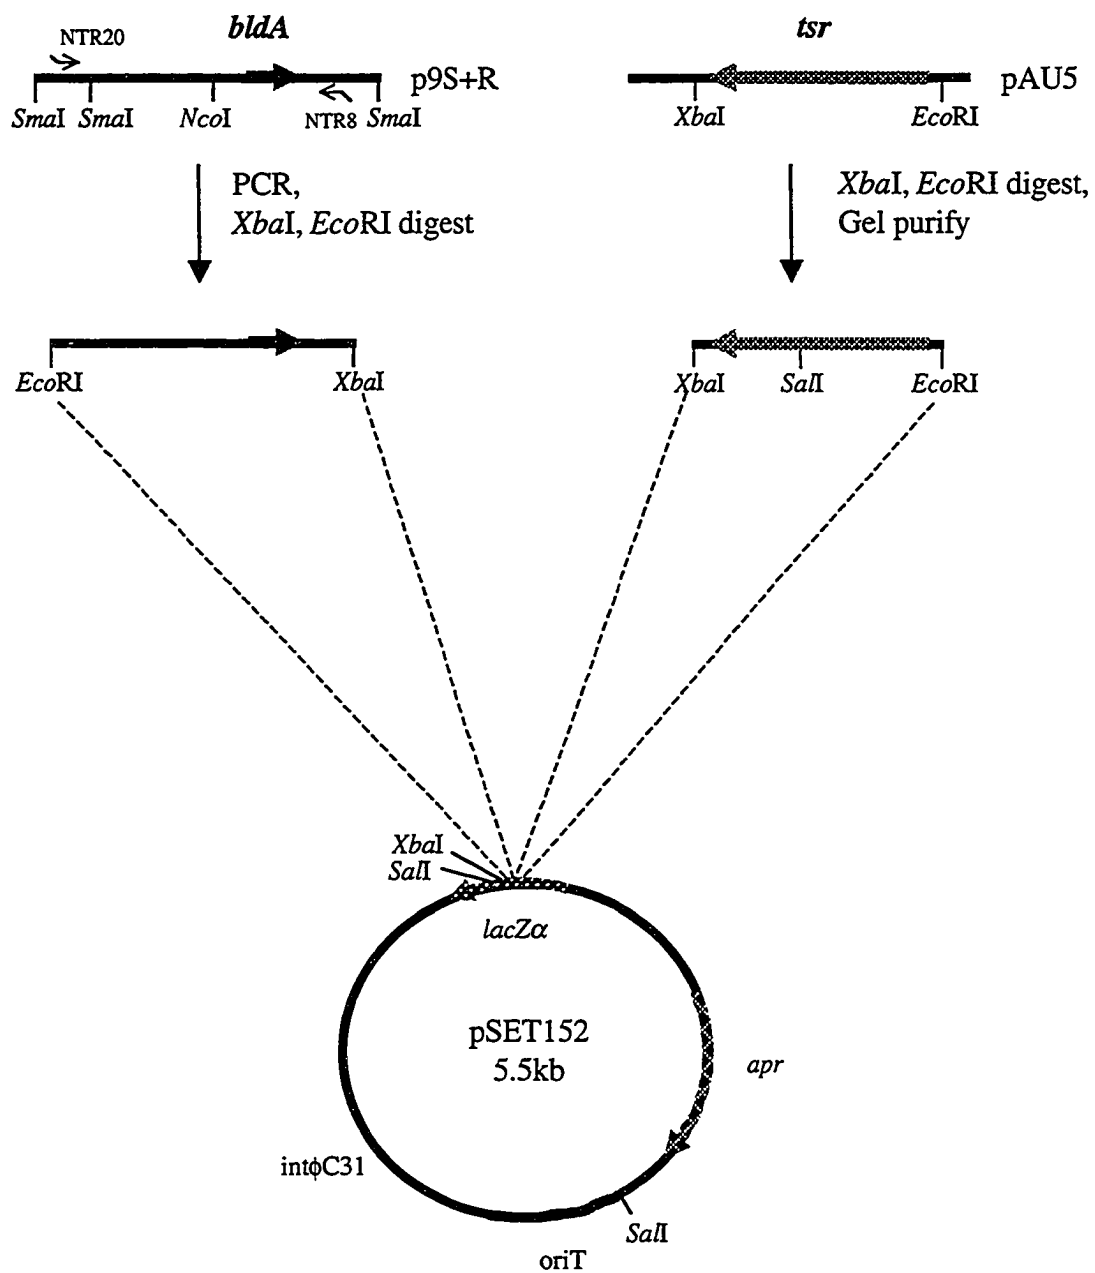 bldA
tsr
NTR20
p9S+R
pAU5
SmaI SmaI NcoI NTR8 SmaI
XbaI EcoRI
PCR,
XbaI, EcoRI digest
XbaI, EcoRI digest,
Gel purify
EcoRI XbaI
XbaI SalI EcoRI
XbaI
SalI
lacZα
pSET152
5.5kb
apr
intϕC31
SalI
oriT